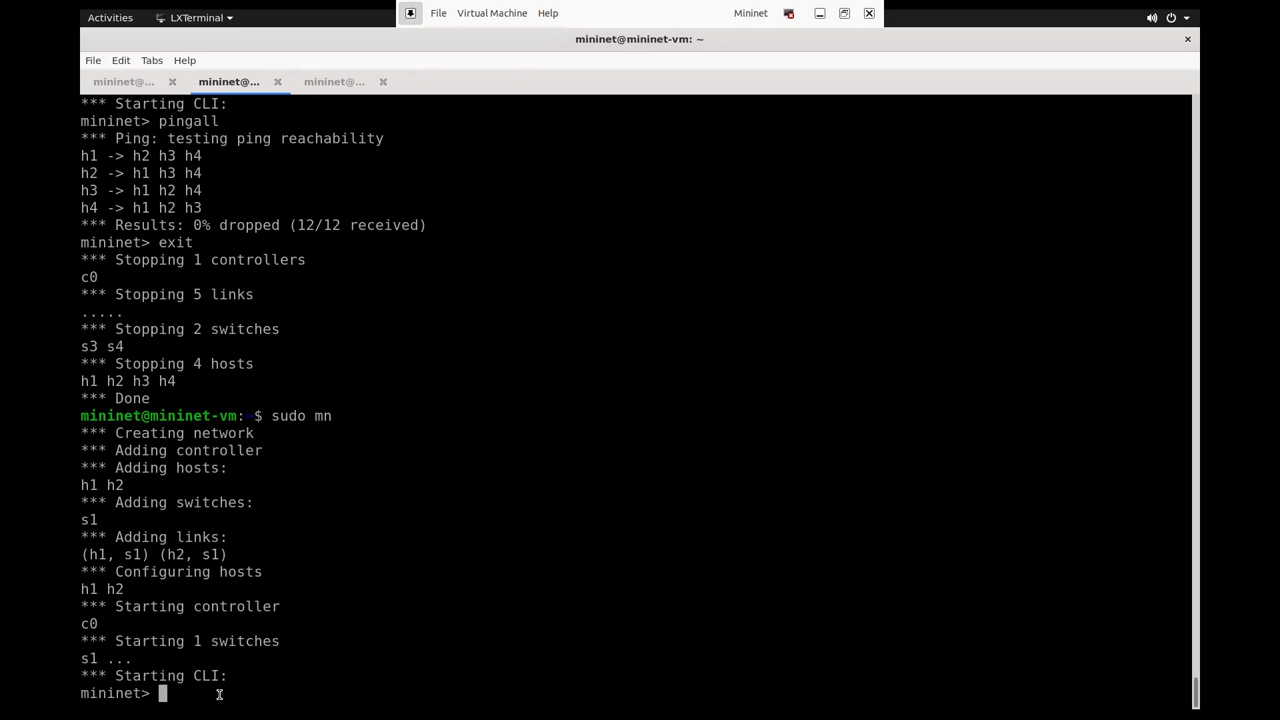 Activities LXTerminal File Virtual Machine Help Mininet
mininet@mininet-vm: ~
File Edit Tabs Help
mininet@... mininet@... mininet@...
*** Starting CLI:
mininet> pingall
*** Ping: testing ping reachability
h1 -> h2 h3 h4
h2 -> h1 h3 h4
h3 -> h1 h2 h4
h4 -> h1 h2 h3
*** Results: 0% dropped (12/12 received)
mininet> exit
*** Stopping 1 controllers
c0
*** Stopping 5 links
.....
*** Stopping 2 switches
s3 s4
*** Stopping 4 hosts
h1 h2 h3 h4
*** Done
mininet@mininet-vm:~$ sudo mn
*** Creating network
*** Adding controller
*** Adding hosts:
h1 h2
*** Adding switches:
s1
*** Adding links:
(h1, s1) (h2, s1)
*** Configuring hosts
h1 h2
*** Starting controller
c0
*** Starting 1 switches
s1 ...
*** Starting CLI:
mininet>